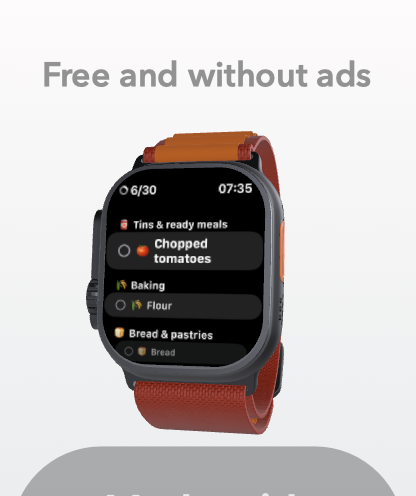 Free and without ads
6/30 07:35
Tins & ready meals
Chopped
tomatoes
Baking
Flour
Bread & pastries
Bread